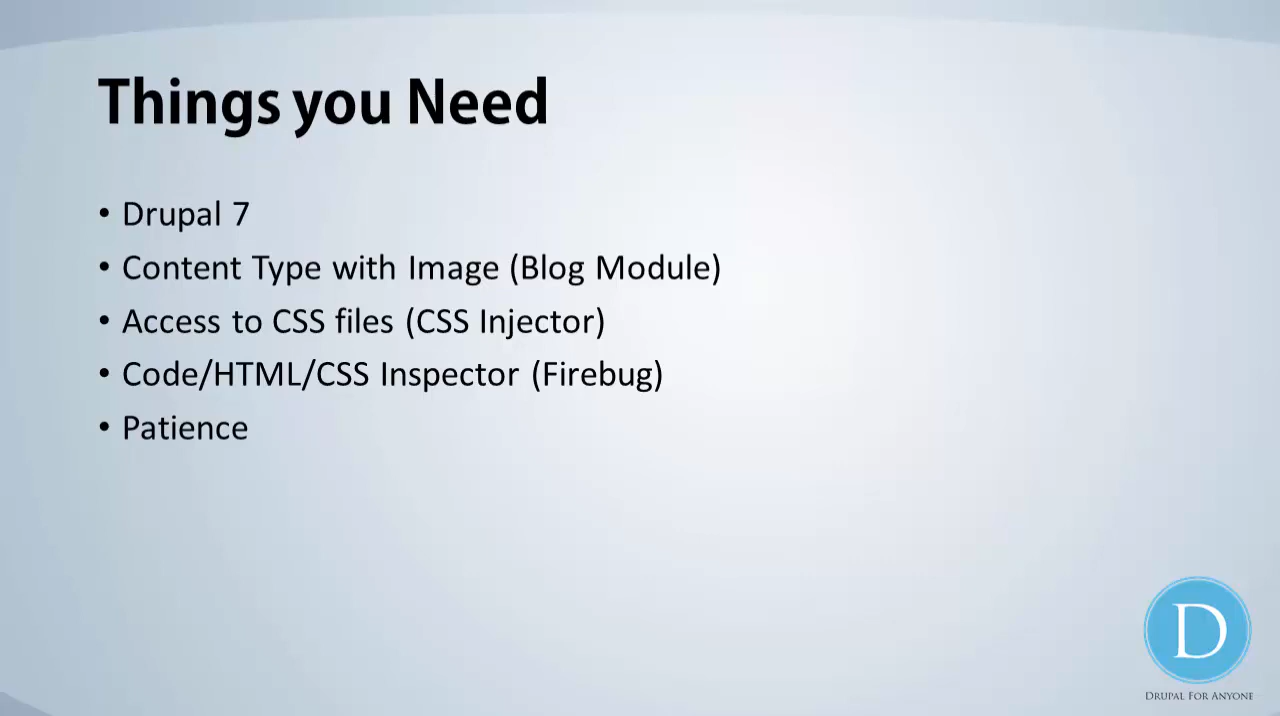 Things you Need
• Drupal 7
• Content Type with Image (Blog Module)
• Access to CSS files (CSS Injector)
• Code/HTML/CSS Inspector (Firebug)
• Patience
D
Drupal For Anyone